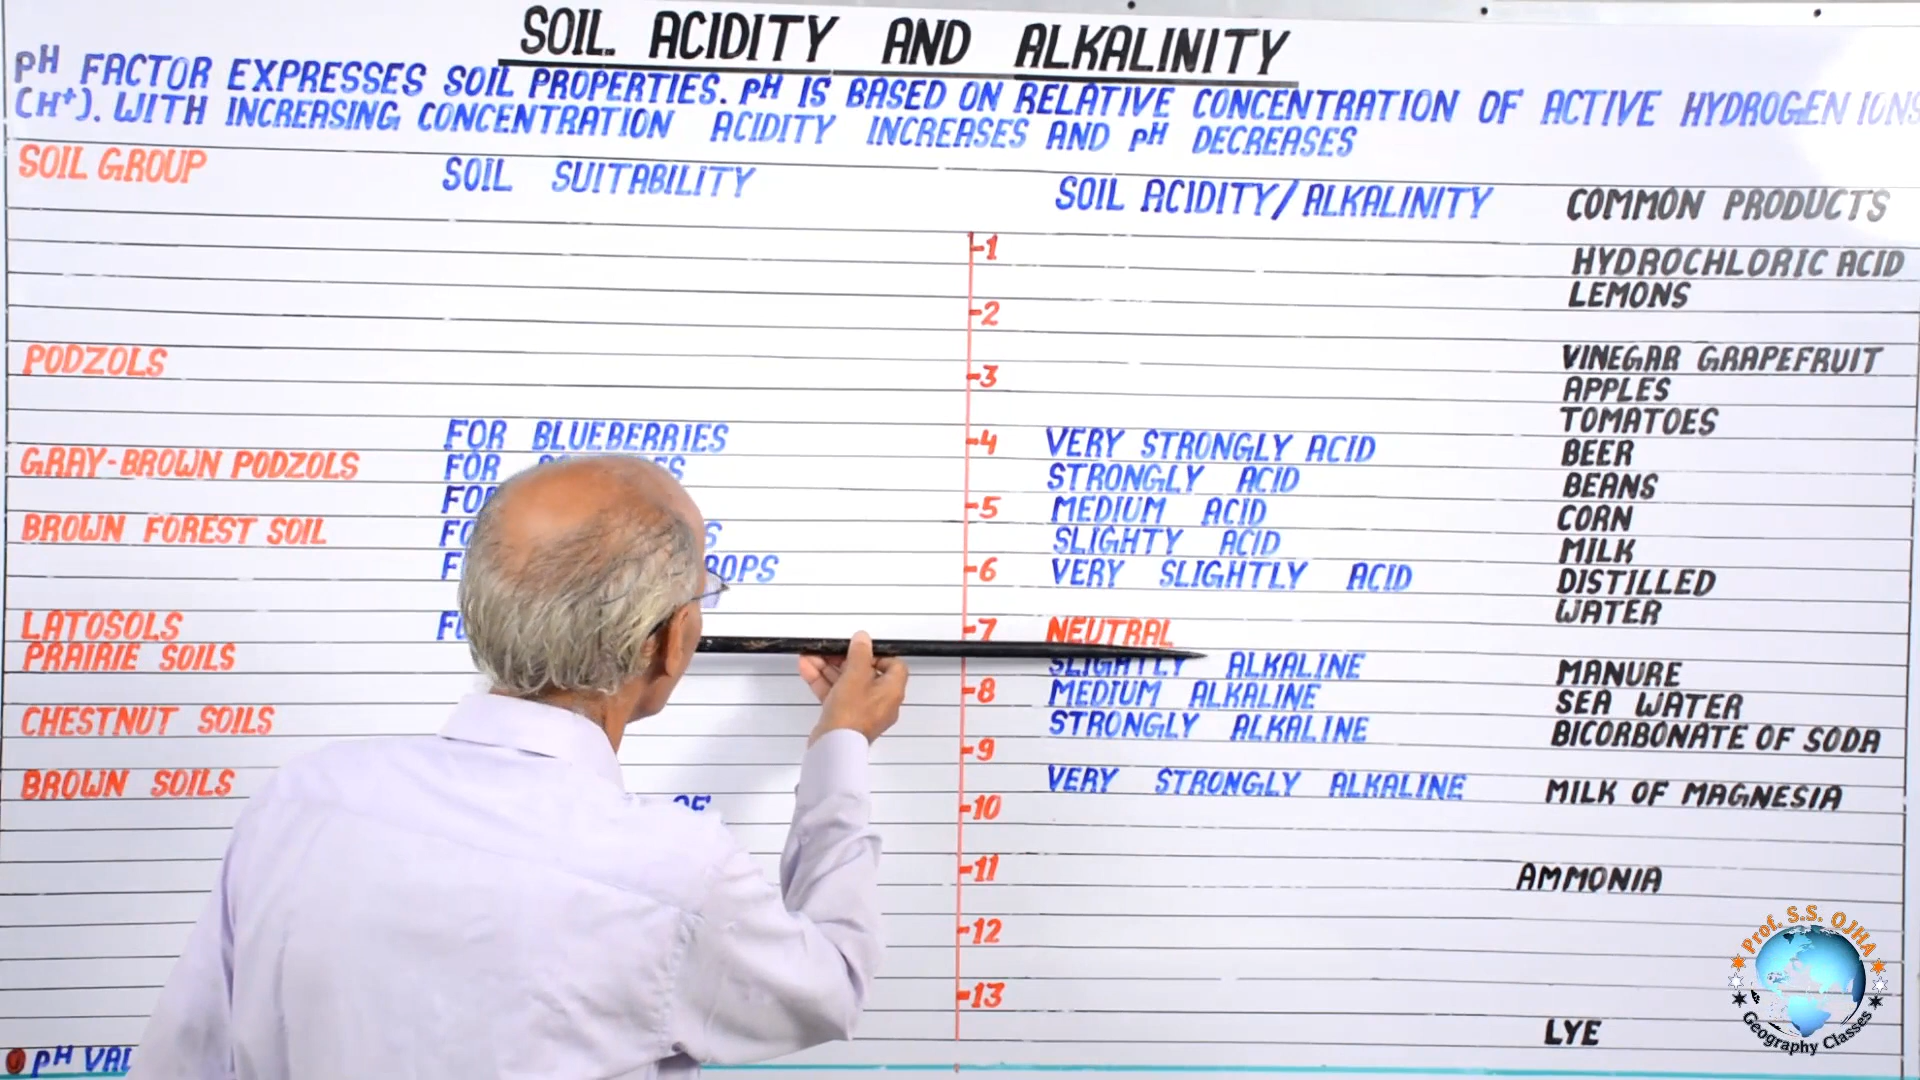 SOIL ACIDITY AND ALKALINITY
pH FACTOR EXPRESSES SOIL PROPERTIES. pH IS BASED ON RELATIVE CONCENTRATION OF ACTIVE HYDROGEN IONS
(H+). WITH INCREASING CONCENTRATION ACIDITY INCREASES AND pH DECREASES
SOIL GROUP SOIL SUITABILITY SOIL ACIDITY/ALKALINITY COMMON PRODUCTS
-1
HYDROCHLORIC ACID
LEMONS
-2
PODZOLS VINEGAR GRAPEFRUIT
-3 APPLES
TOMATOES
FOR BLUEBERRIES -4 VERY STRONGLY ACID BEER
GRAY-BROWN PODZOLS FOR STRONGLY ACID BEANS
-5 MEDIUM ACID CORN
BROWN FOREST SOIL SLIGHTY ACID MILK
-6 VERY SLIGHTLY ACID DISTILLED
WATER
LATOSOLS -7 NEUTRAL
PRAIRIE SOILS SLIGHTLY ALKALINE MANURE
-8 MEDIUM ALKALINE SEA WATER
CHESTNUT SOILS STRONGLY ALKALINE BICORBONATE OF SODA
-9
BROWN SOILS VERY STRONGLY ALKALINE MILK OF MAGNESIA
OF -10
-11 AMMONIA
-12
-13
LYE
pH
Prof. S.S. OJHA
Geography Classes